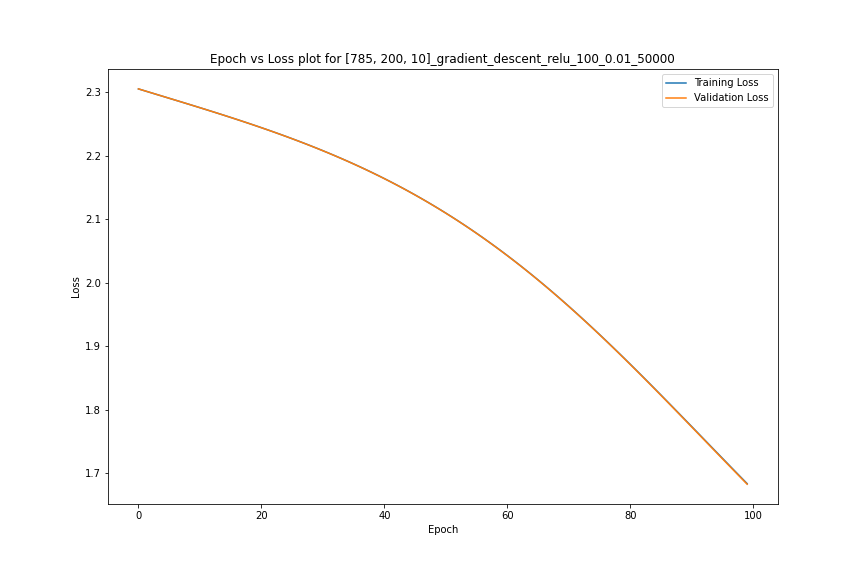 Epoch vs Loss plot for [785, 200, 10]_gradient_descent_relu_100_0.01_50000
Training Loss
Validation Loss
2.3
2.2
2.1
2.0
1.9
1.8
1.7
Loss
0 20 40 60 80 100
Epoch